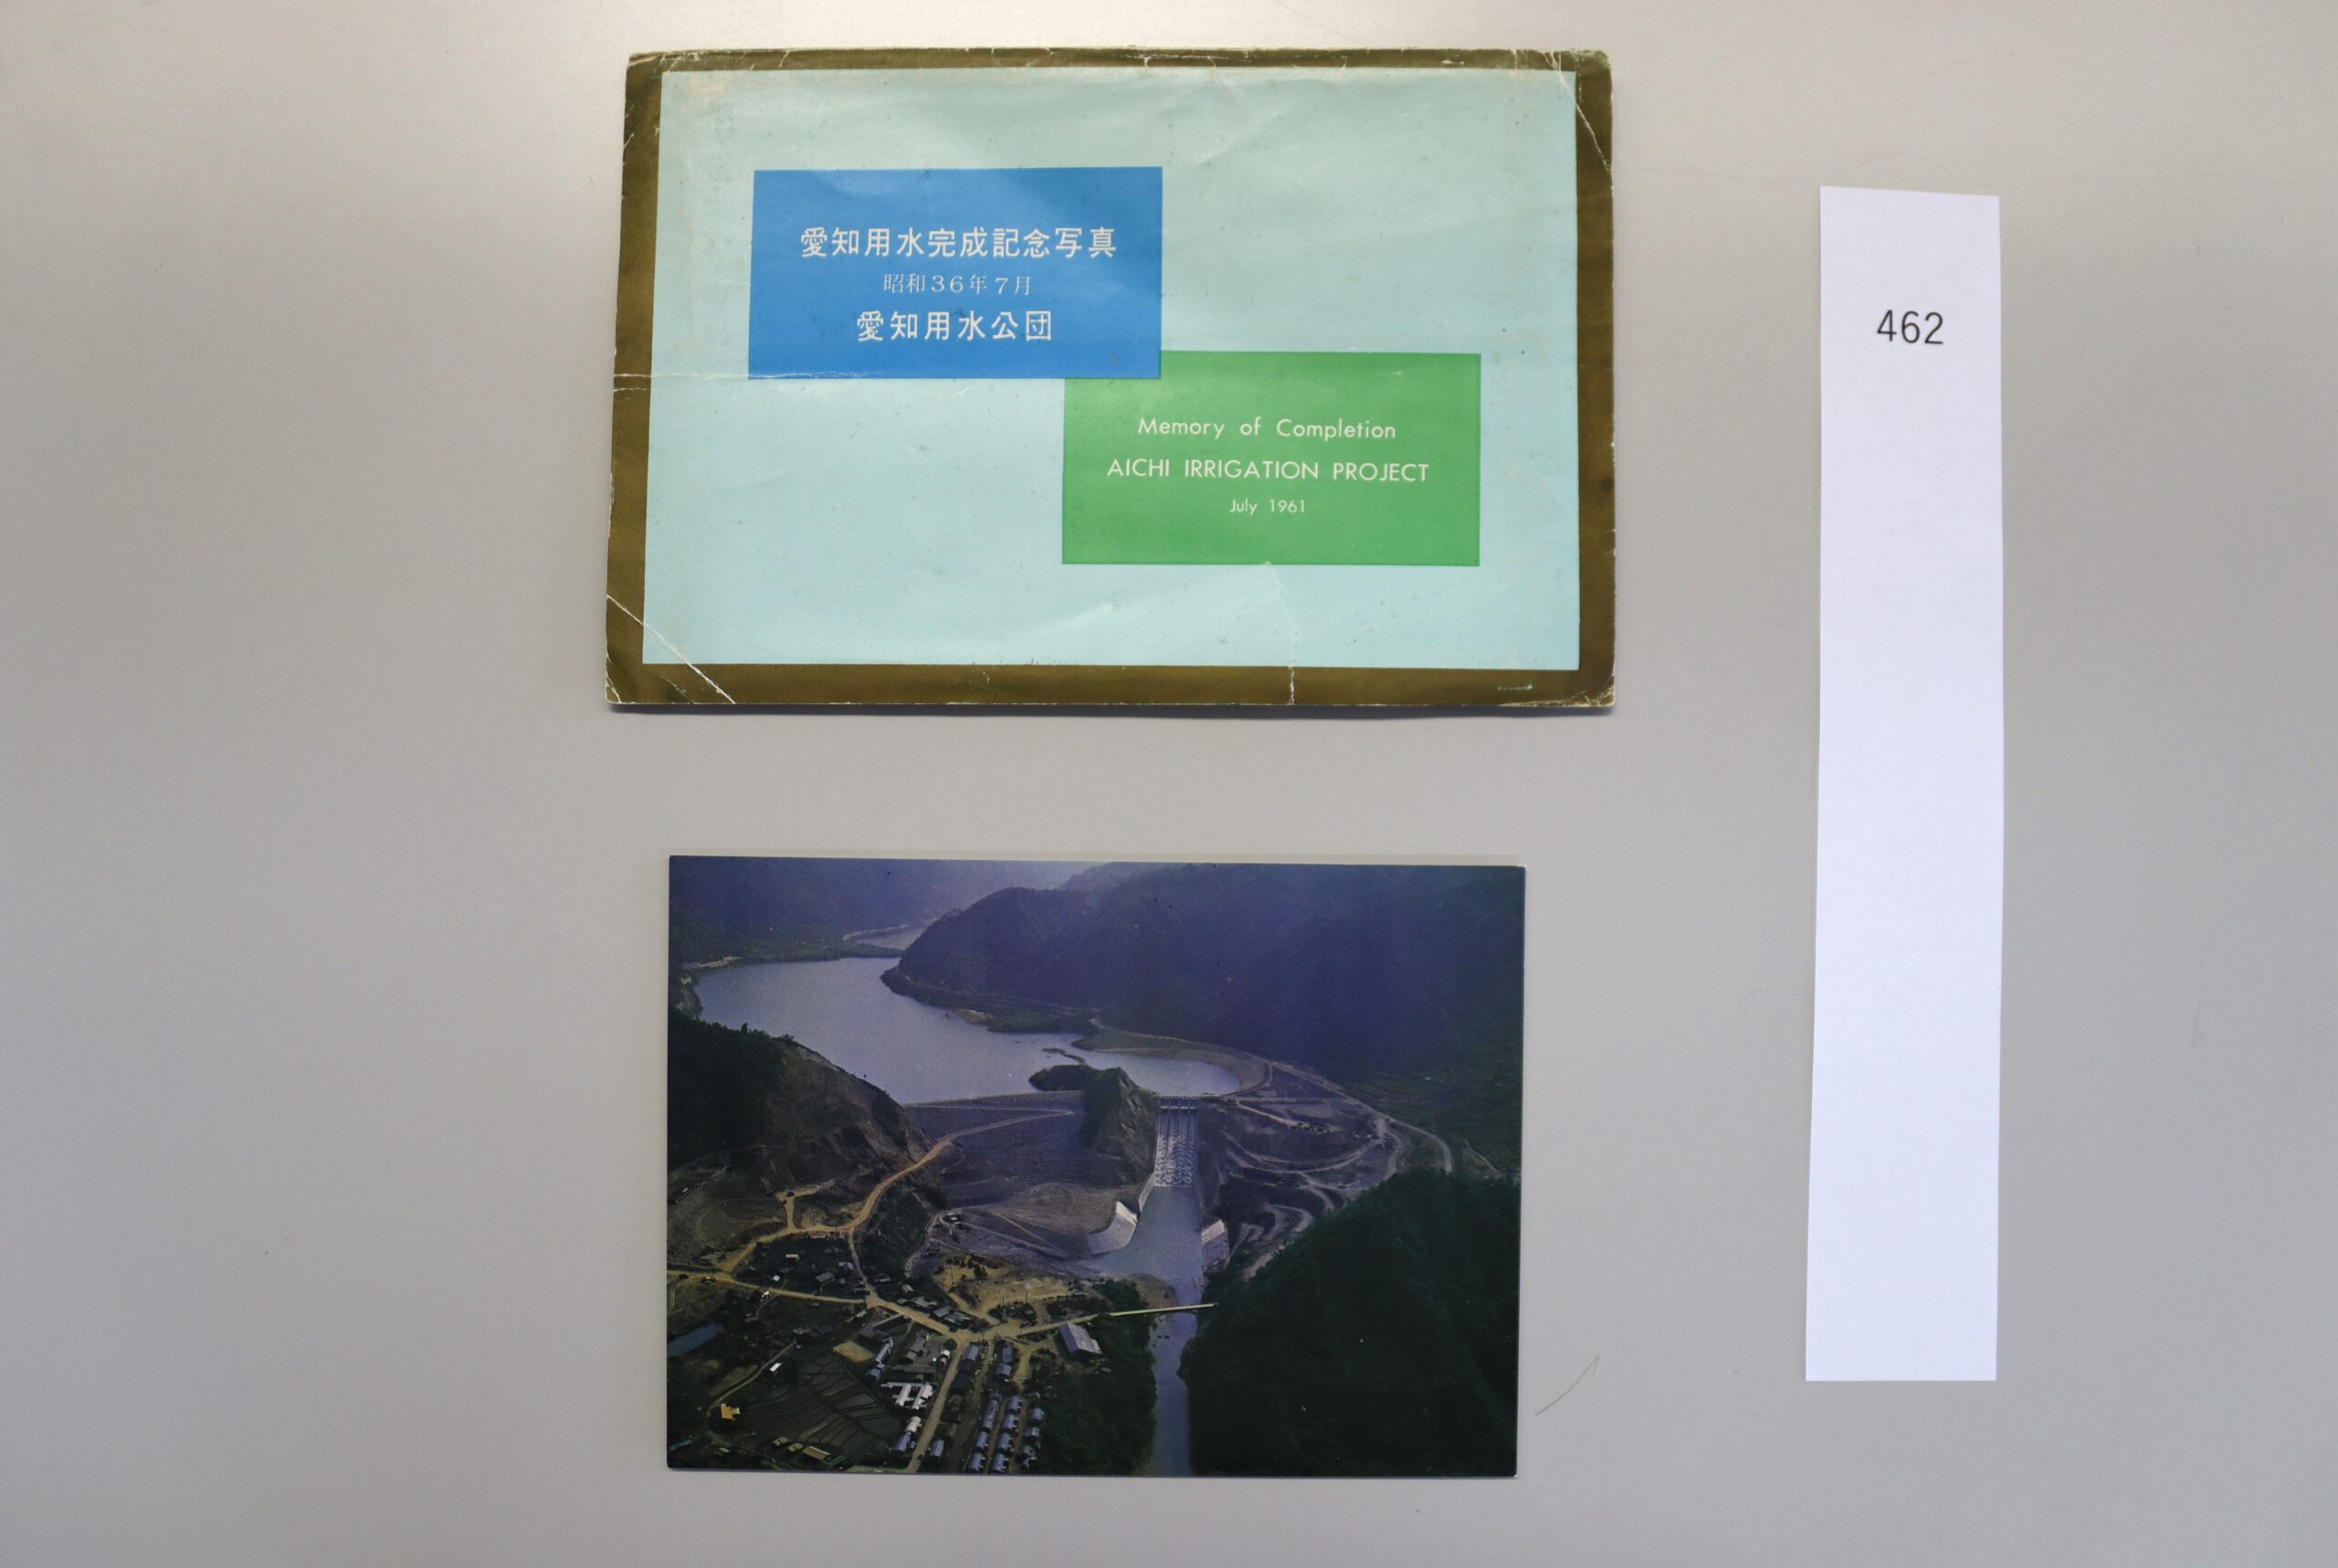 愛知用水完成記念写真
昭和36年7月
愛知用水公団
Memory of Completion
AICHI IRRIGATION PROJECT
July 1961
462